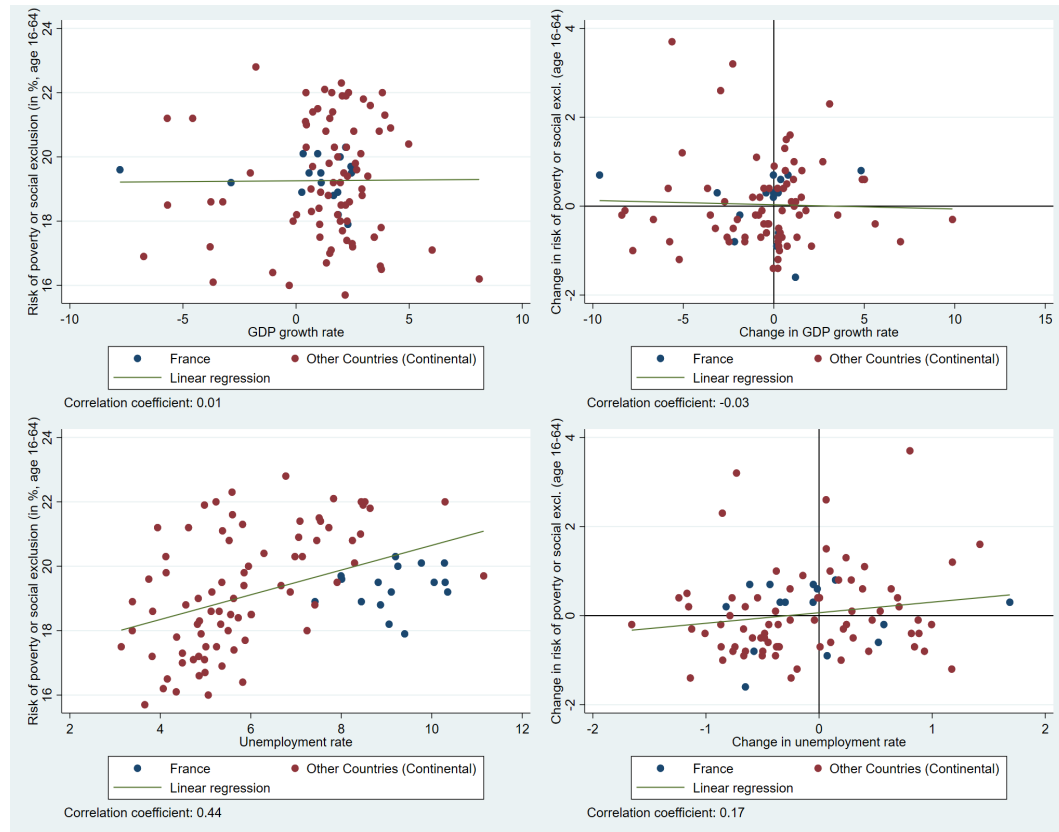 Risk of poverty or social exclusion (in %, age 16-64)
24
22
20
18
16
-10 -5 0 5 10
GDP growth rate
France Other Countries (Continental)
Linear regression
Correlation coefficient: 0.01
Change in risk of poverty or social excl. (age 16-64)
4
2
0
-2
-10 -5 0 5 10 15
Change in GDP growth rate
France Other Countries (Continental)
Linear regression
Correlation coefficient: -0.03
Risk of poverty or social exclusion (in %, age 16-64)
24
22
20
18
16
2 4 6 8 10 12
Unemployment rate
France Other Countries (Continental)
Linear regression
Correlation coefficient: 0.44
Change in risk of poverty or social excl. (age 16-64)
4
2
0
-2
-2 -1 0 1 2
Change in unemployment rate
France Other Countries (Continental)
Linear regression
Correlation coefficient: 0.17